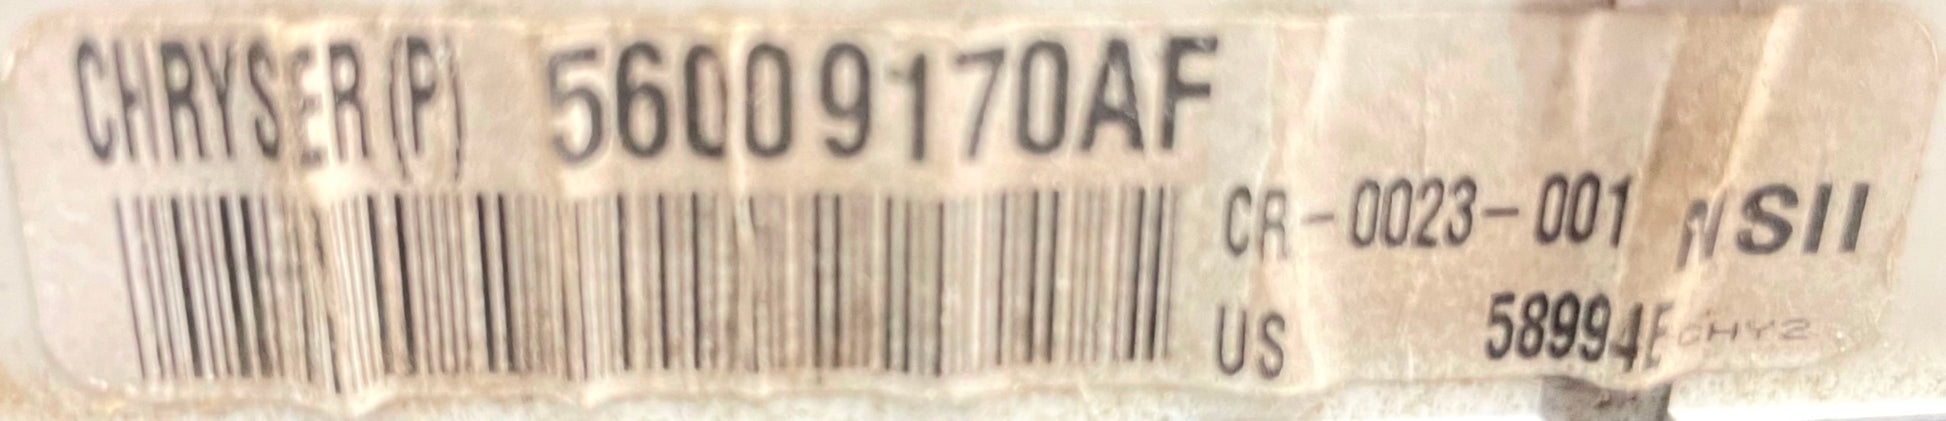 CHRYSER (P) 56009170AF
CR-0023-001 NSII
US 58994E CHY2